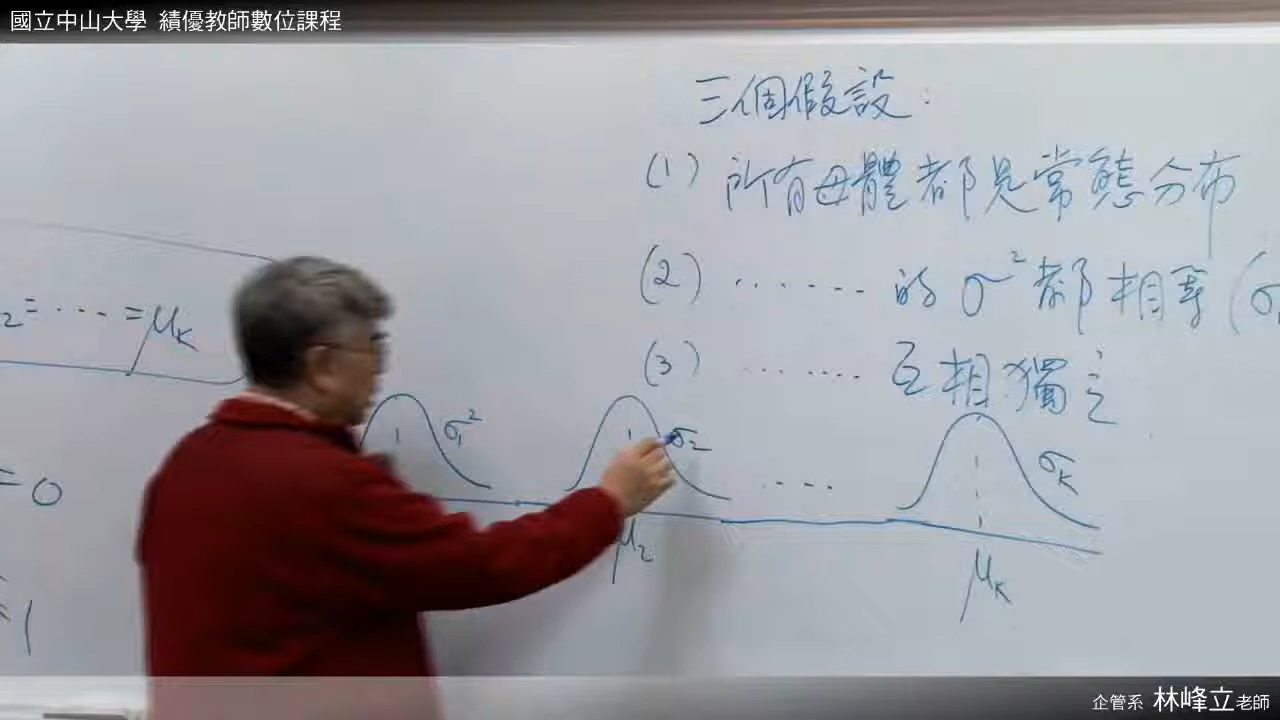 國立中山大學 績優教師數位課程
三個假設:
(1) 所有母體都是常態分布
(2) ....... 的 σ² 都相等 (σ
(3) ....... 互相獨立
₂= .... = μk
σ₁²
σ₂
....
σk
= 0
μ₂
μk
= 1
企管系 林峰立老師